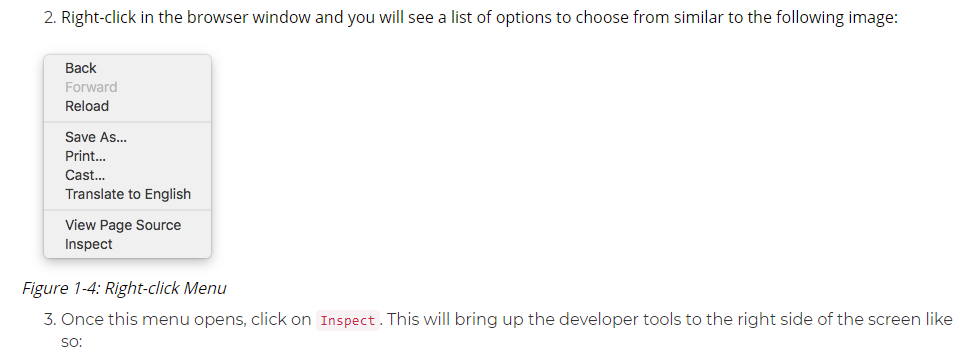 2. Right-click in the browser window and you will see a list of options to choose from similar to the following image:
Back
Forward
Reload
Save As...
Print...
Cast...
Translate to English
View Page Source
Inspect
Figure 1-4: Right-click Menu
3. Once this menu opens, click on Inspect. This will bring up the developer tools to the right side of the screen like
so: